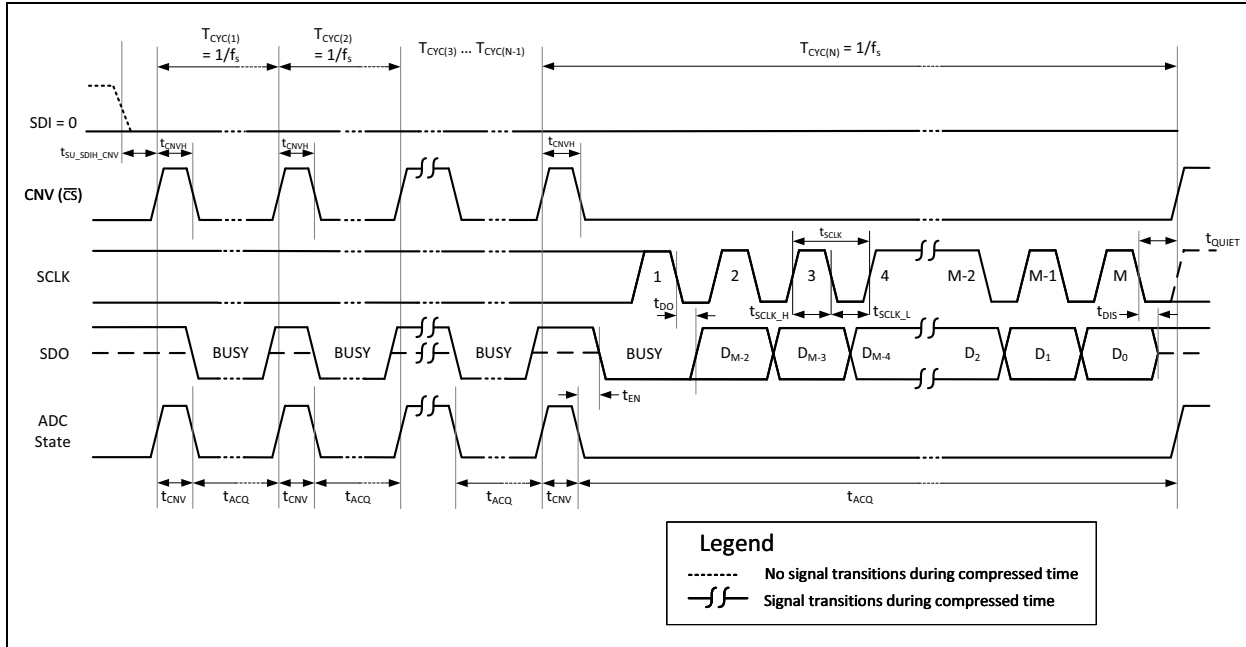 T_CYC(1) = 1/f_s
T_CYC(2) = 1/f_s
T_CYC(3) ... T_CYC(N-1)
T_CYC(N) = 1/f_s
SDI = 0
t_SU_SDIH_CNV
t_CNVH
t_CNVH
t_CNVH
CNV (C̅S̅)
SCLK
1
2
3
4
M-2
M-1
M
t_SCLK
t_QUIET
t_DO
t_SCLK_H
t_SCLK_L
t_DIS
SDO
BUSY
BUSY
BUSY
BUSY
D_M-2
D_M-3
D_M-4
D_2
D_1
D_0
t_EN
ADC
State
t_CNV
t_ACQ
t_CNV
t_ACQ
t_ACQ
t_CNV
t_ACQ
Legend
No signal transitions during compressed time
Signal transitions during compressed time